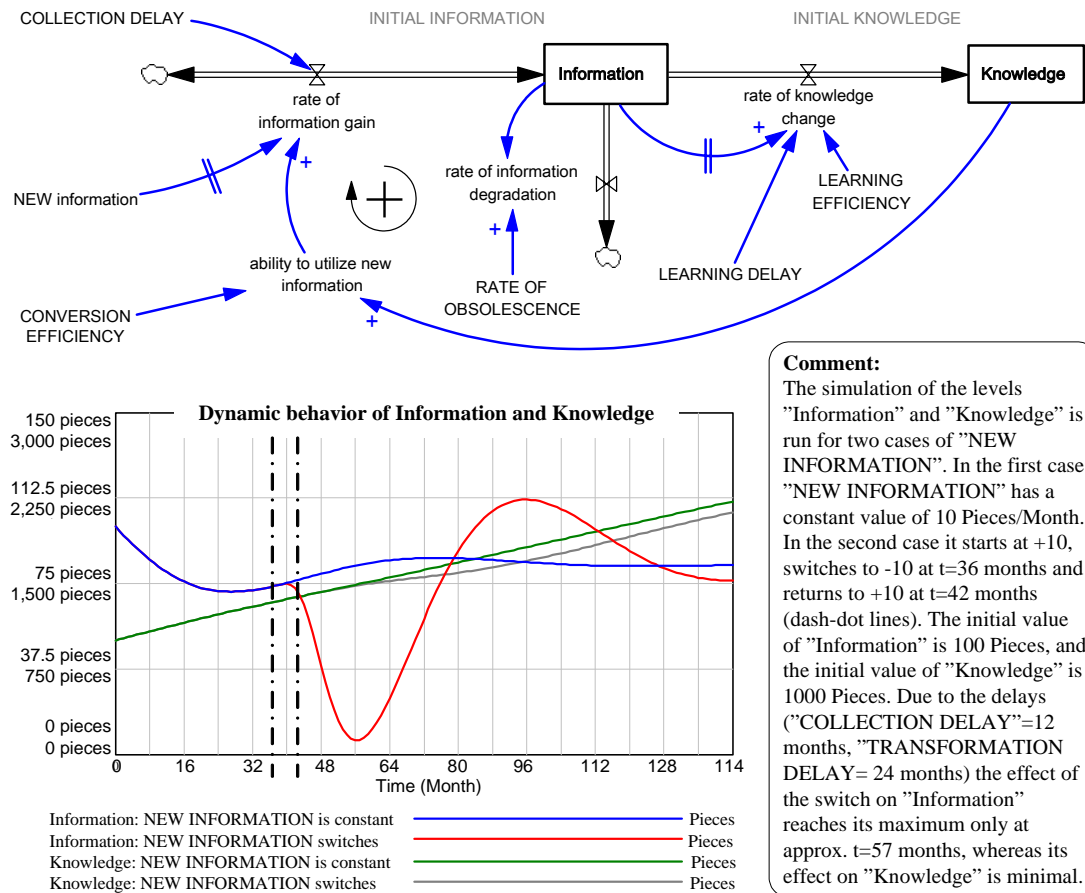 COLLECTION DELAY
INITIAL INFORMATION
INITIAL KNOWLEDGE
Information
Knowledge
rate of
information gain
rate of knowledge
change
+
+
NEW information
rate of information
degradation
LEARNING
EFFICIENCY
+
+
ability to utilize new
information
LEARNING DELAY
RATE OF
OBSOLESCENCE
CONVERSION
EFFICIENCY
+
Dynamic behavior of Information and Knowledge
150 pieces
3,000 pieces
112.5 pieces
2,250 pieces
75 pieces
1,500 pieces
37.5 pieces
750 pieces
0 pieces
0 pieces
0 16 32 48 64 80 96 112 128 114
Time (Month)
Information: NEW INFORMATION is constant Pieces
Information: NEW INFORMATION switches Pieces
Knowledge: NEW INFORMATION is constant Pieces
Knowledge: NEW INFORMATION switches Pieces
Comment:
The simulation of the levels
”Information” and ”Knowledge” is
run for two cases of ”NEW
INFORMATION”. In the first case
”NEW INFORMATION” has a
constant value of 10 Pieces/Month.
In the second case it starts at +10,
switches to -10 at t=36 months and
returns to +10 at t=42 months
(dash-dot lines). The initial value
of ”Information” is 100 Pieces, and
the initial value of ”Knowledge” is
1000 Pieces. Due to the delays
(”COLLECTION DELAY”=12
months, ”TRANSFORMATION
DELAY= 24 months) the effect of
the switch on ”Information”
reaches its maximum only at
approx. t=57 months, whereas its
effect on ”Knowledge” is minimal.